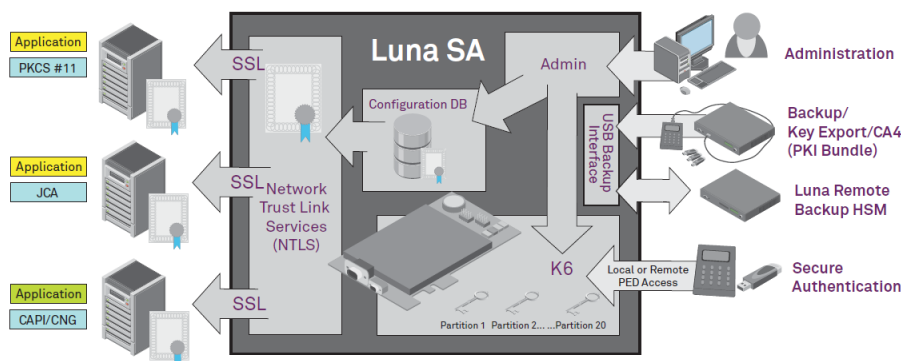 Application
PKCS #11
Application
JCA
Application
CAPI/CNG
SSL
SSL
SSL
Network
Trust Link
Services
(NTLS)
Luna SA
Configuration DB
Admin
USB Backup
Interface
K6
Partition 1
Partition 2... ...Partition 20
Local or Remote
PED Access
Administration
Backup/
Key Export/CA4
(PKI Bundle)
Luna Remote
Backup HSM
Secure
Authentication